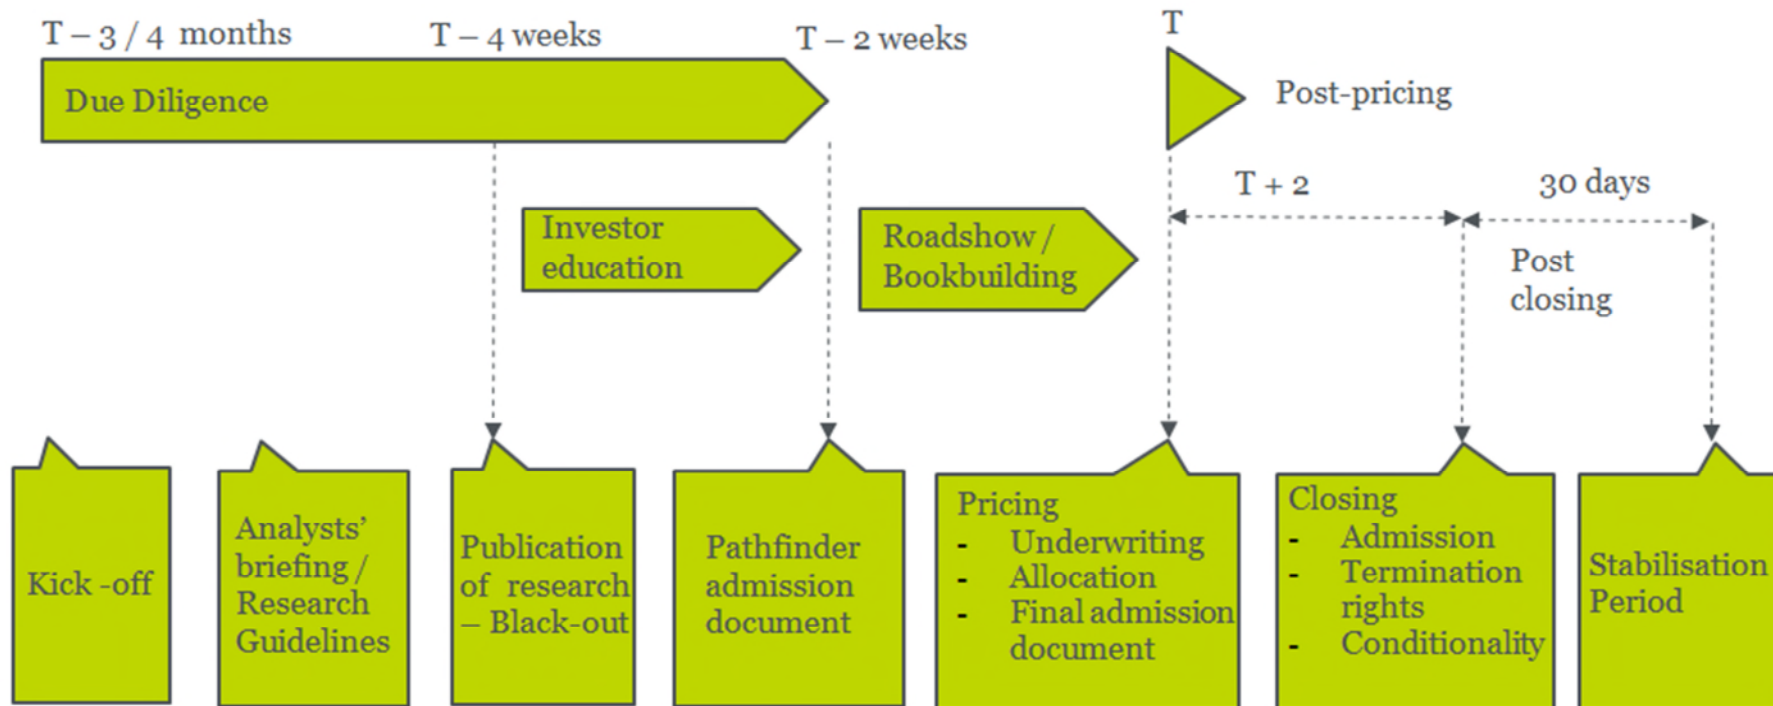 T – 3 / 4 months
T – 4 weeks
T – 2 weeks
T
Due Diligence
Post-pricing
T + 2
30 days
Investor
education
Roadshow /
Bookbuilding
Post
closing
Kick -off
Analysts’
briefing /
Research
Guidelines
Publication
of research
– Black-out
Pathfinder
admission
document
Pricing
- Underwriting
- Allocation
- Final admission
document
Closing
- Admission
- Termination
rights
- Conditionality
Stabilisation
Period